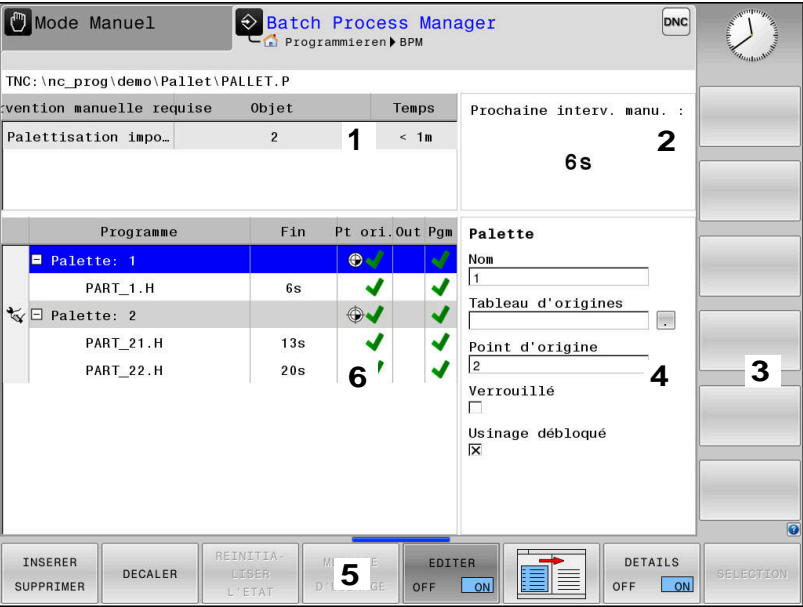 Mode Manuel
Batch Process Manager
Programmieren BPM
DNC
TNC:\nc_prog\demo\Pallet\PALLET.P
rvention manuelle requise Objet Temps
Palettisation impo… 2 < 1m
1
Prochaine interv. manu. :
2
6s
Programme Fin Pt ori. Out Pgm
Palette: 1
PART_1.H 6s
Palette: 2
PART_21.H 13s
PART_22.H 20s
6
Palette
Nom
1
Tableau d'origines
.
Point d'origine
2
4
Verrouillé
Usinage débloqué
3
INSERER
SUPPRIMER
DECALER
REINITIA-
LISER
L'ETAT
5
EDITER
OFF ON
DETAILS
OFF ON
SELECTION